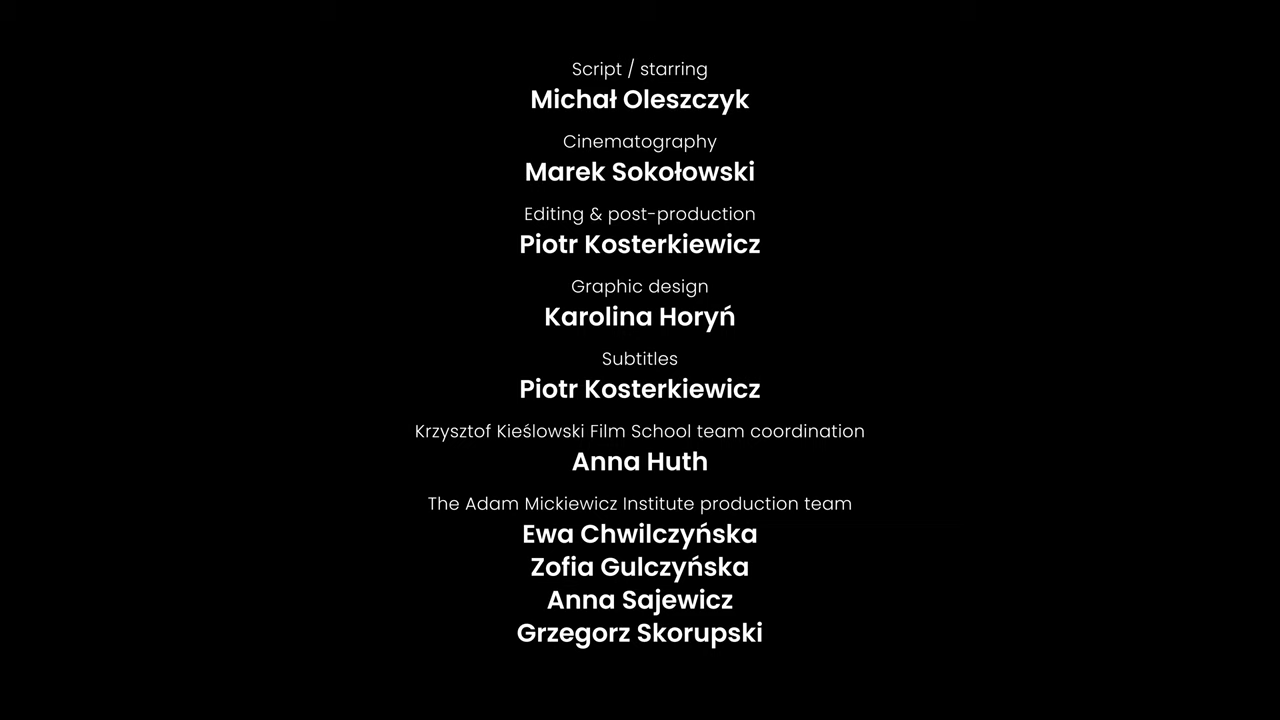 Script / starring
Michał Oleszczyk
Cinematography
Marek Sokołowski
Editing & post-production
Piotr Kosterkiewicz
Graphic design
Karolina Horyń
Subtitles
Piotr Kosterkiewicz
Krzysztof Kieślowski Film School team coordination
Anna Huth
The Adam Mickiewicz Institute production team
Ewa Chwilczyńska
Zofia Gulczyńska
Anna Sajewicz
Grzegorz Skorupski